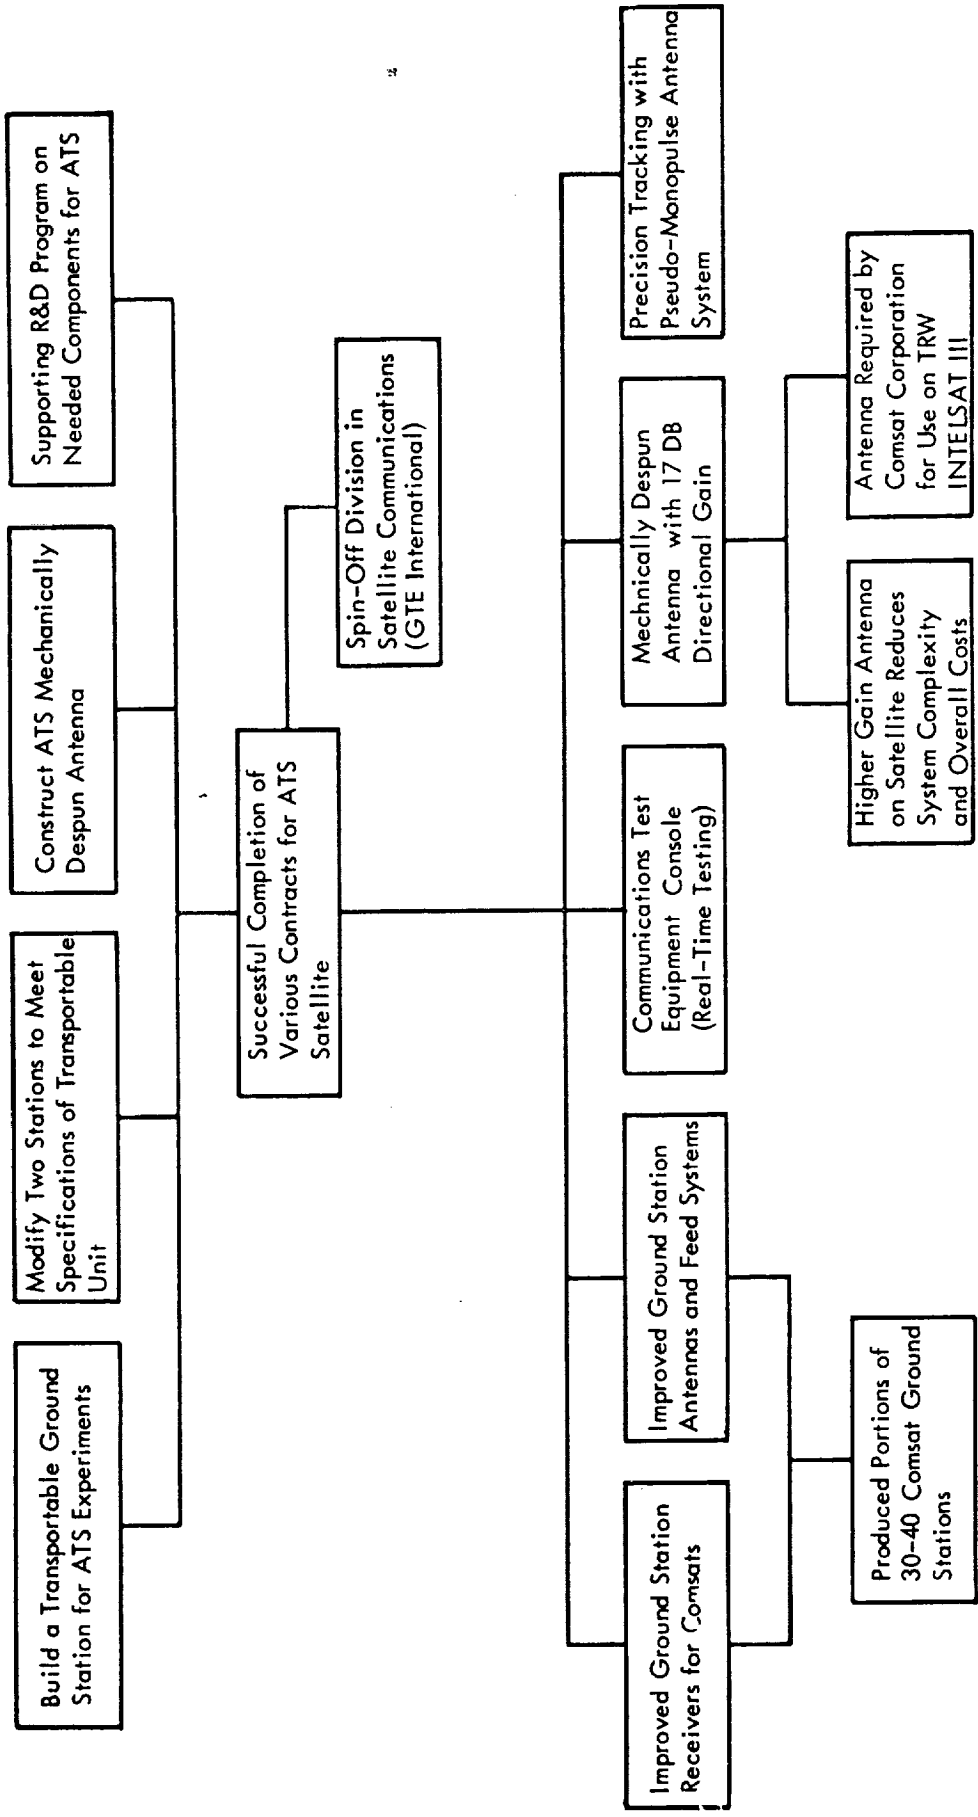 Build a Transportable Ground
Station for ATS Experiments
Modify Two Stations to Meet
Specifications of Transportable
Unit
Construct ATS Mechanically
Despun Antenna
Supporting R&D Program on
Needed Components for ATS
Successful Completion of
Various Contracts for ATS
Satellite
Spin-Off Division in
Satellite Communications
(GTE International)
Improved Ground Station
Receivers for Comsats
Improved Ground Station
Antennas and Feed Systems
Communications Test
Equipment Console
(Real-Time Testing)
Mechnically Despun
Antenna with 17 DB
Directional Gain
Precision Tracking with
Pseudo-Monopulse Antenna
System
Produced Portions of
30-40 Comsat Ground
Stations
Higher Gain Antenna
on Satellite Reduces
System Complexity
and Overall Costs
Antenna Required by
Comsat Corporation
for Use on TRW
INTELSAT III